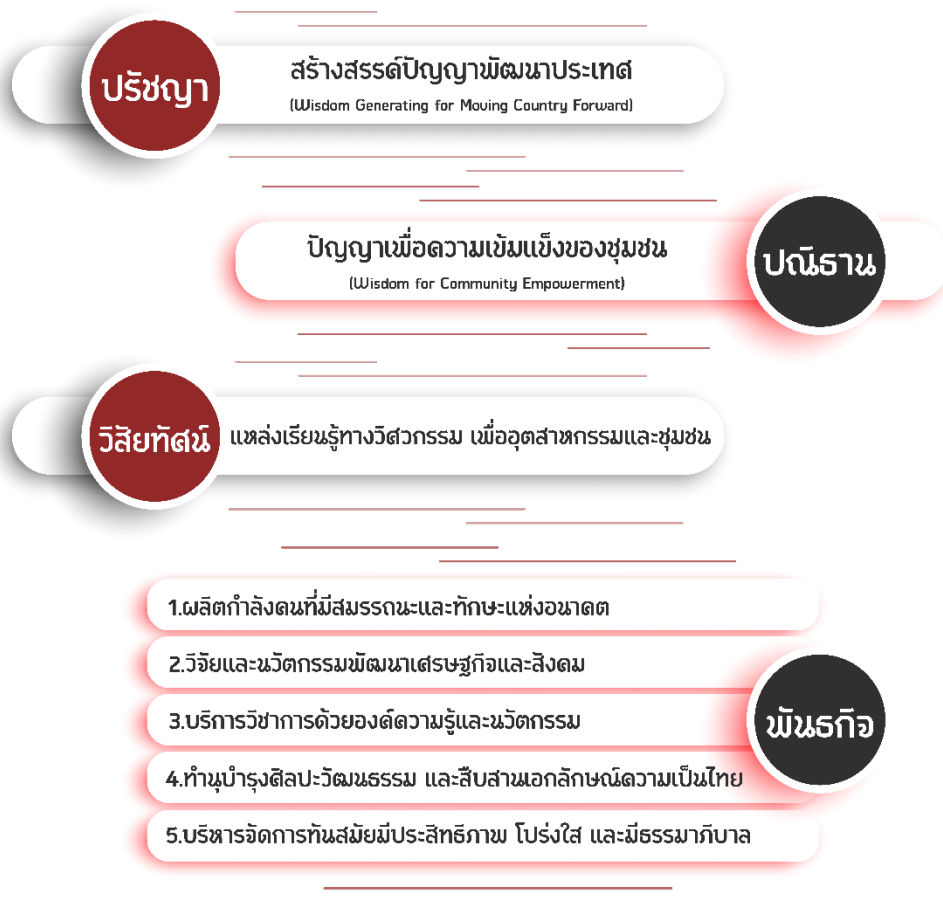 ปรัชญา
สร้างสรรค์ปัญญาพัฒนาประเทศ
(Wisdom Generating for Moving Country Forward)
ปัญญาเพื่อความเข้มแข็งของชุมชน
(Wisdom for Community Empowerment)
ปณิธาน
วิสัยทัศน์
แหล่งเรียนรู้ทางวิศวกรรม เพื่ออุตสาหกรรมและชุมชน
1.ผลิตกำลังคนที่มีสมรรถนะและทักษะแห่งอนาคต
2.วิจัยและนวัตกรรมพัฒนาเศรษฐกิจและสังคม
3.บริการวิชาการด้วยองค์ความรู้และนวัตกรรม
4.ทำนุบำรุงศิลปะวัฒนธรรม และสืบสานเอกลักษณ์ความเป็นไทย
5.บริหารจัดการทันสมัยมีประสิทธิภาพ โปร่งใส และมีธรรมาภิบาล
พันธกิจ